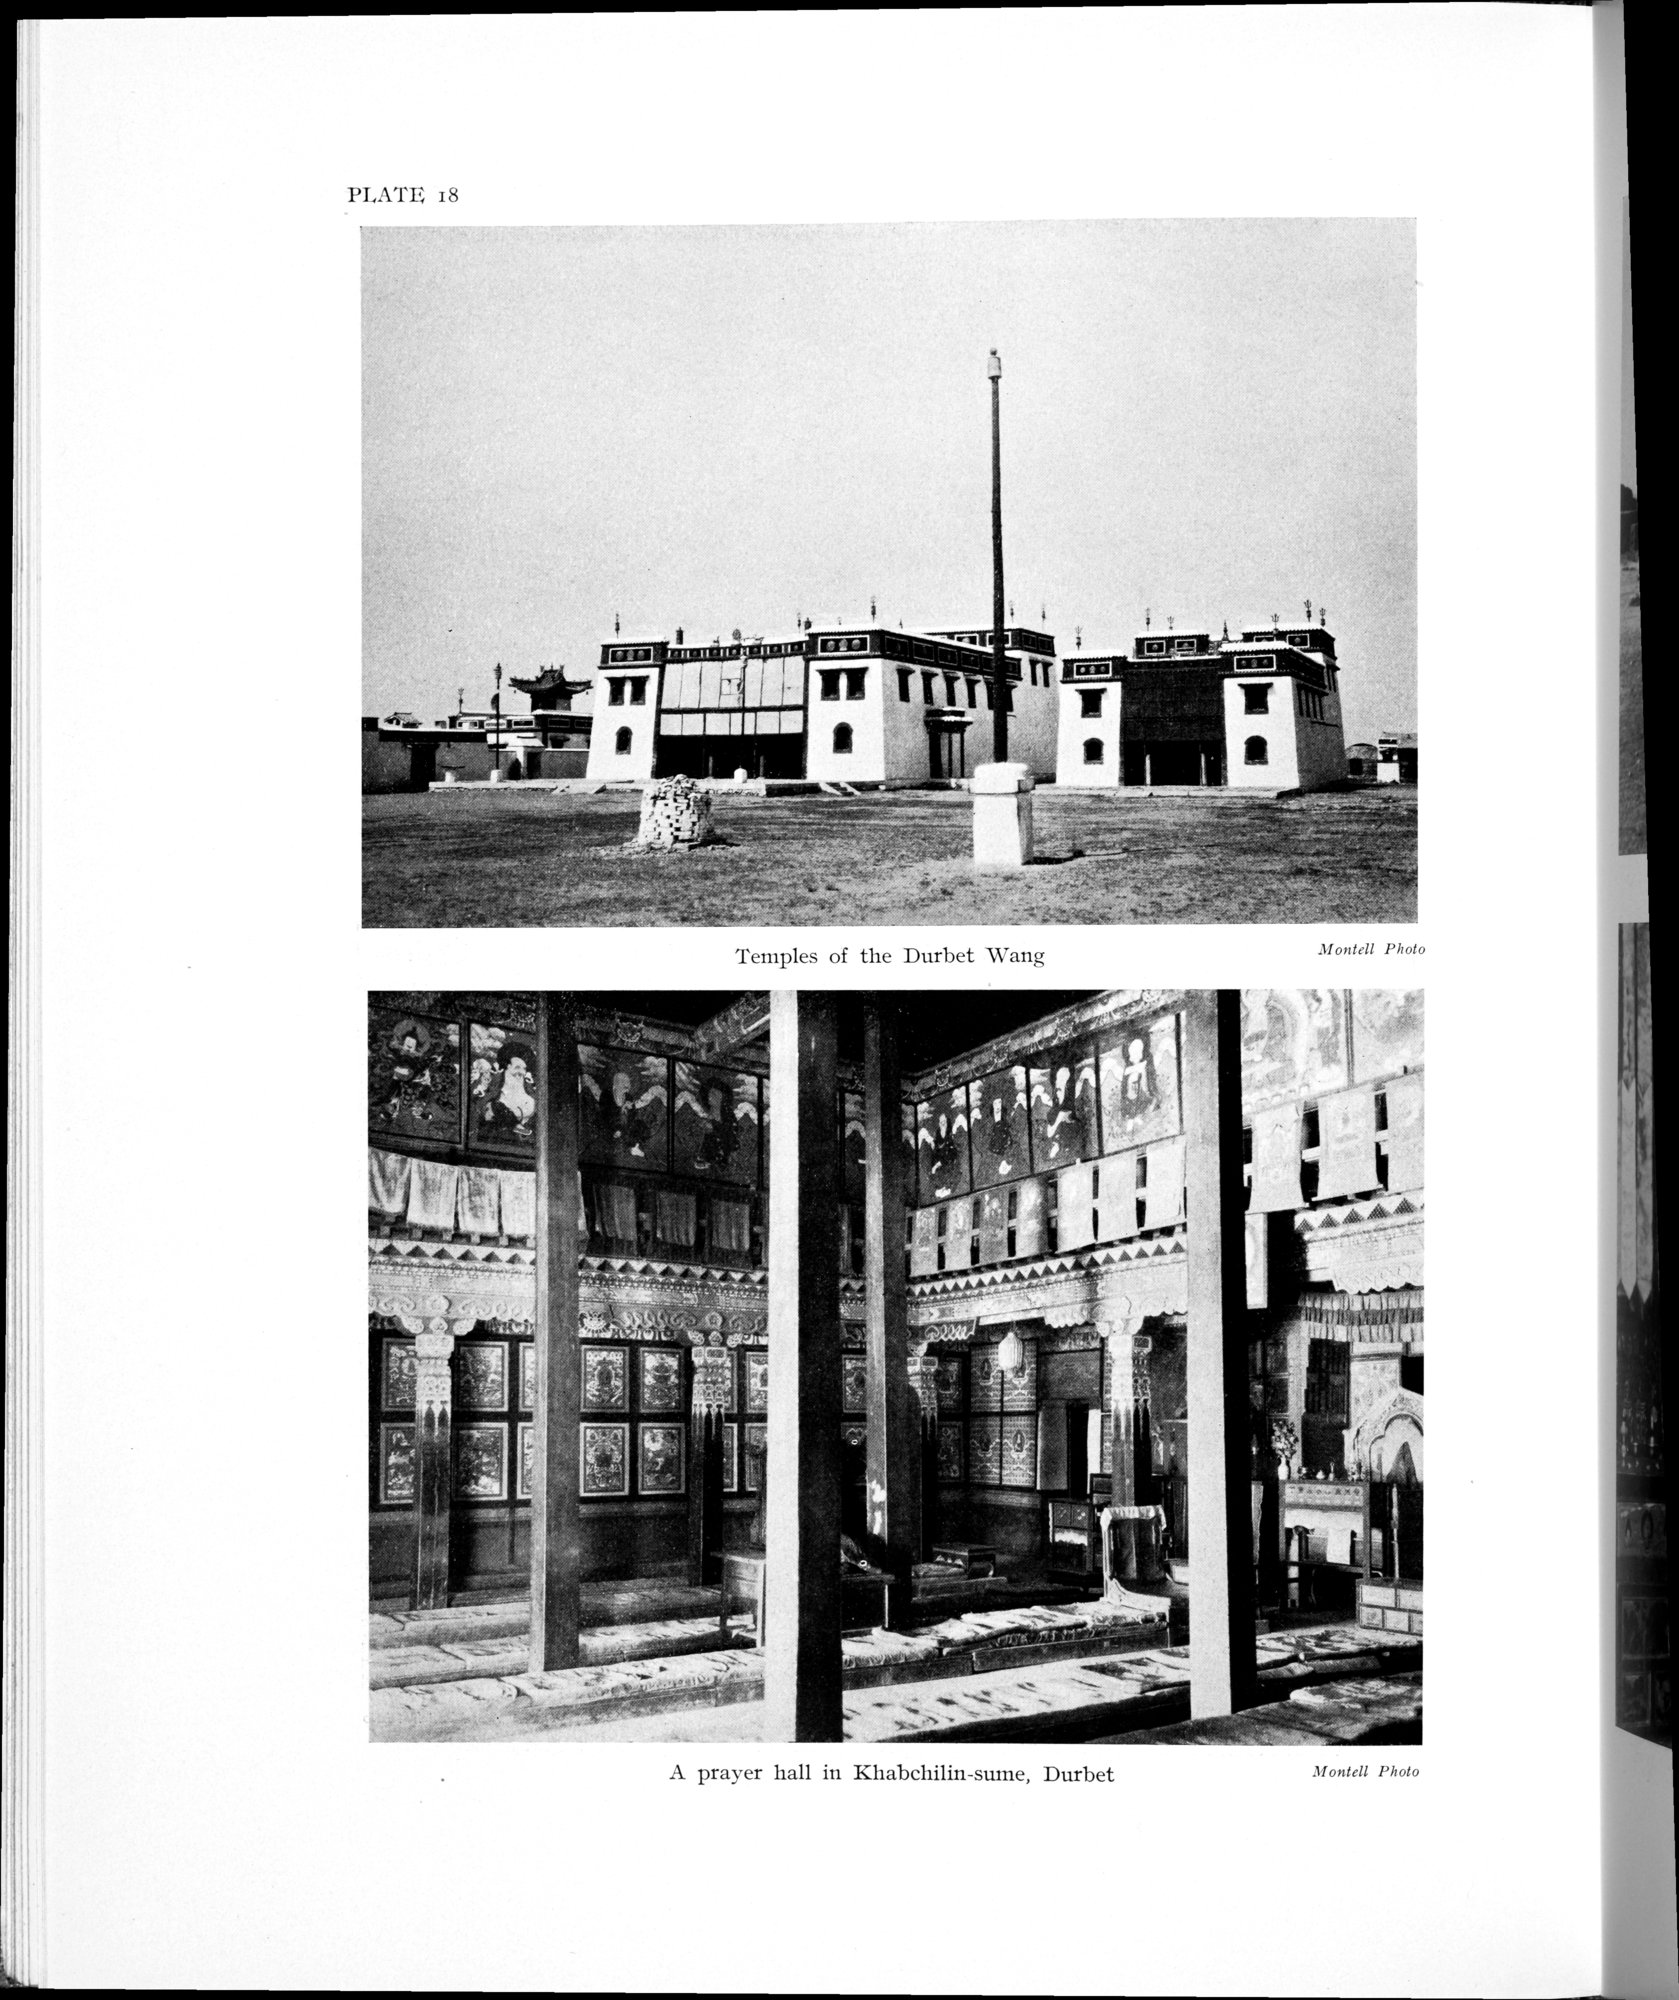 PLATE 18
Temples of the Durbet Wang
Montell Photo
A prayer hall in Khabchilin-sume, Durbet
Montell Photo